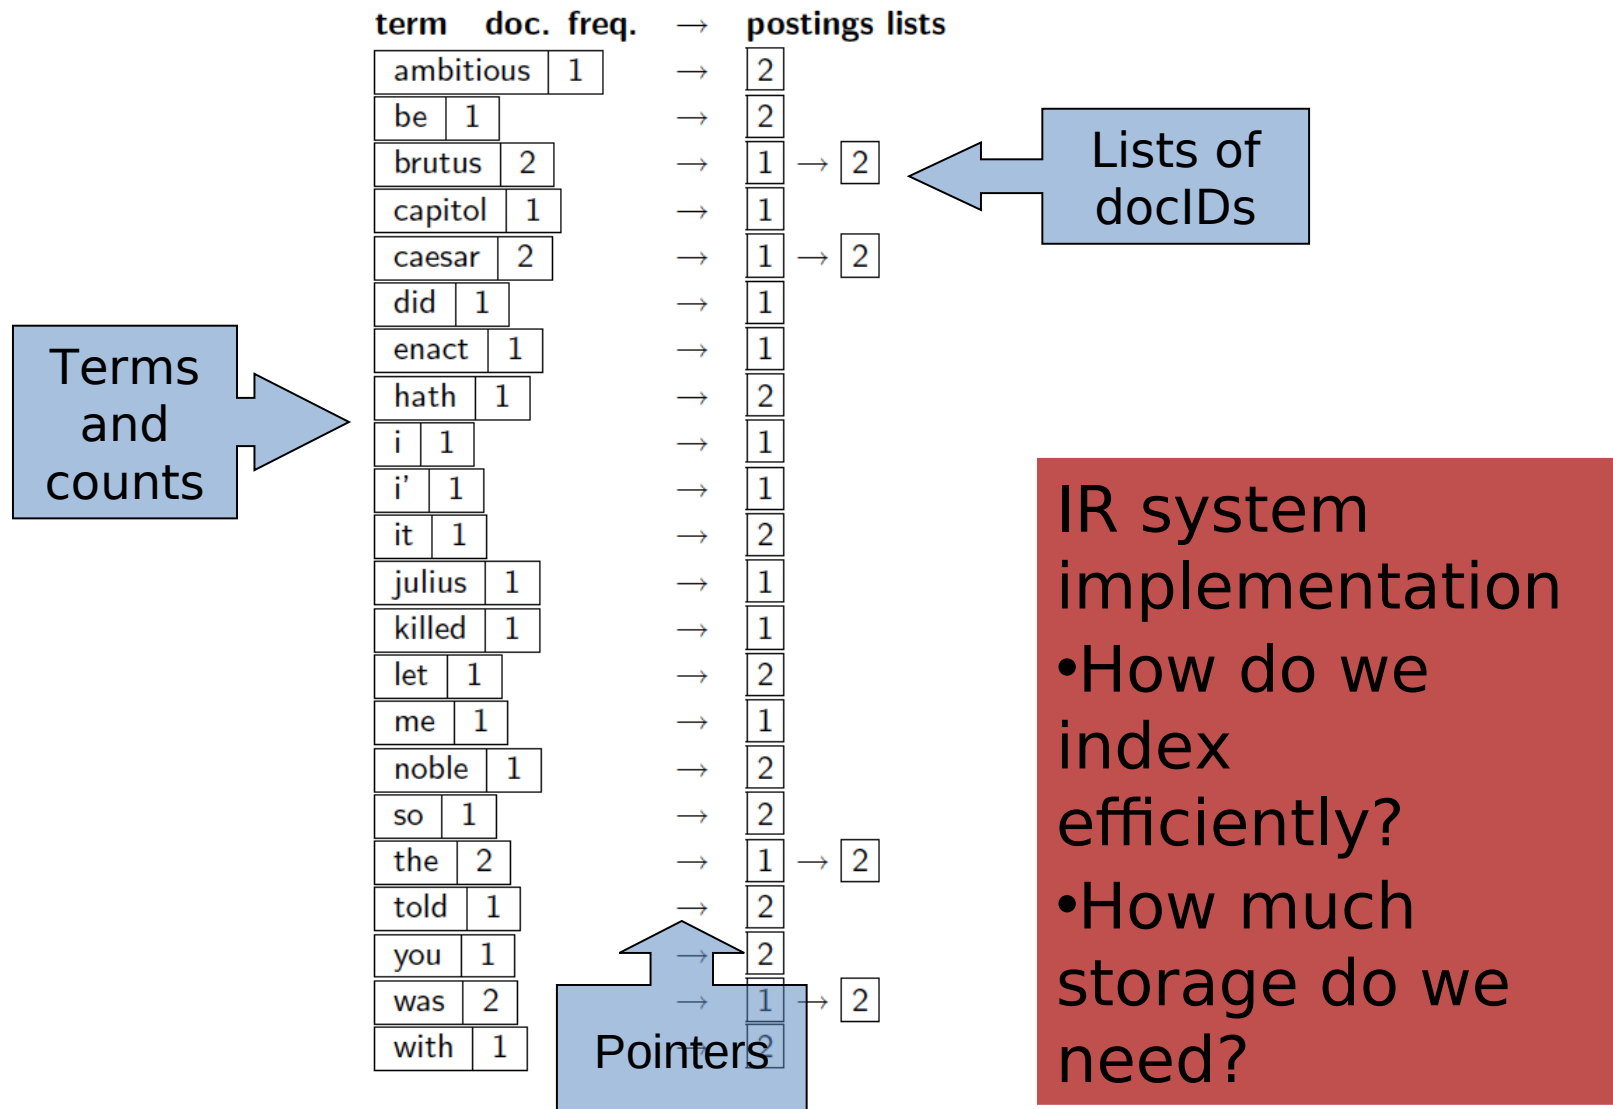 term doc. freq. → postings lists
ambitious 1 → 2
be 1 → 2
brutus 2 → 1 → 2
capitol 1 → 1
caesar 2 → 1 → 2
did 1 → 1
enact 1 → 1
hath 1 → 2
i 1 → 1
i' 1 → 1
it 1 → 2
julius 1 → 1
killed 1 → 1
let 1 → 2
me 1 → 1
noble 1 → 2
so 1 → 2
the 2 → 1 → 2
told 1 → 2
you 1 → 2
was 2 → 1 → 2
with 1 → 2
Lists of
docIDs
Terms
and
counts
Pointers
IR system
implementation
•How do we
index
efficiently?
•How much
storage do we
need?